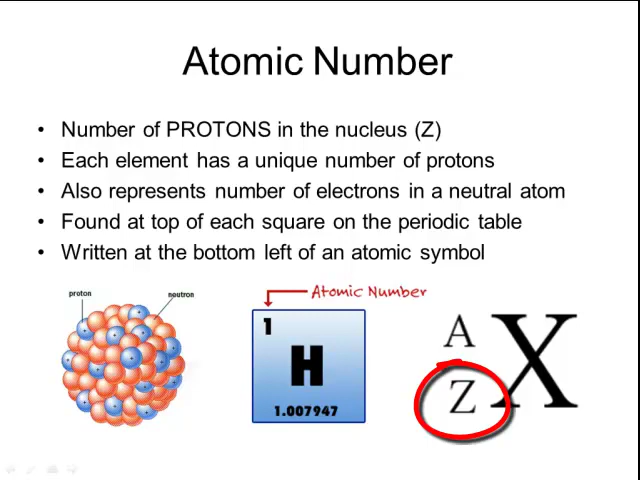 Atomic Number
• Number of PROTONS in the nucleus (Z)
• Each element has a unique number of protons
• Also represents number of electrons in a neutral atom
• Found at top of each square on the periodic table
• Written at the bottom left of an atomic symbol
proton
neutron
Atomic Number
1
H
1.007947
A
Z
X